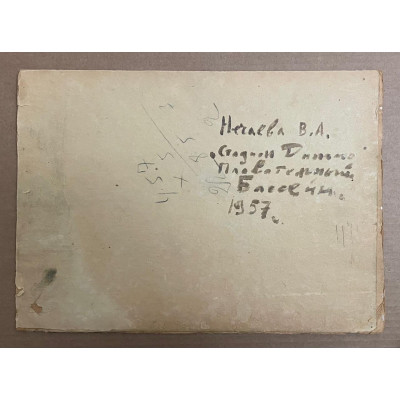 Нечаева В.А.
Стадион Динамо
Плавательный
Бассейн.
1957 г.